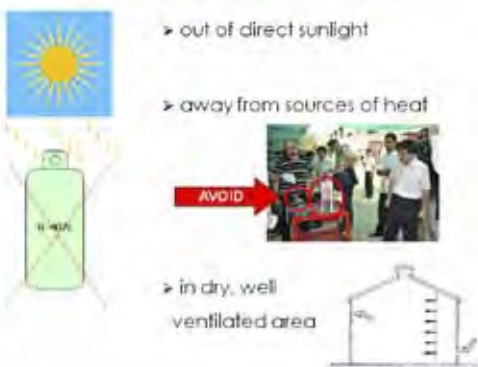 ➤ out of direct sunlight
➤ away from sources of heat
AVOID
➤ in dry, well
ventilated area